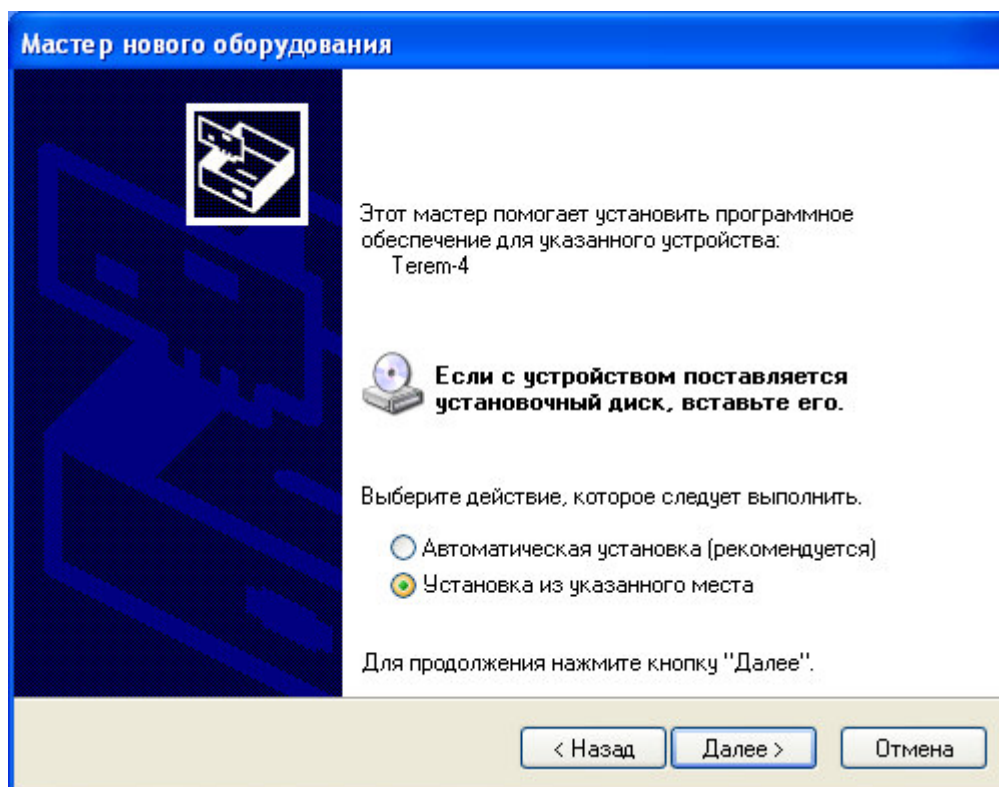 Мастер нового оборудования
Этот мастер помогает установить программное
обеспечение для указанного устройства:
Terem-4
Если с устройством поставляется
установочный диск, вставьте его.
Выберите действие, которое следует выполнить.
Автоматическая установка (рекомендуется)
Установка из указанного места
Для продолжения нажмите кнопку "Далее".
< Назад Далее > Отмена